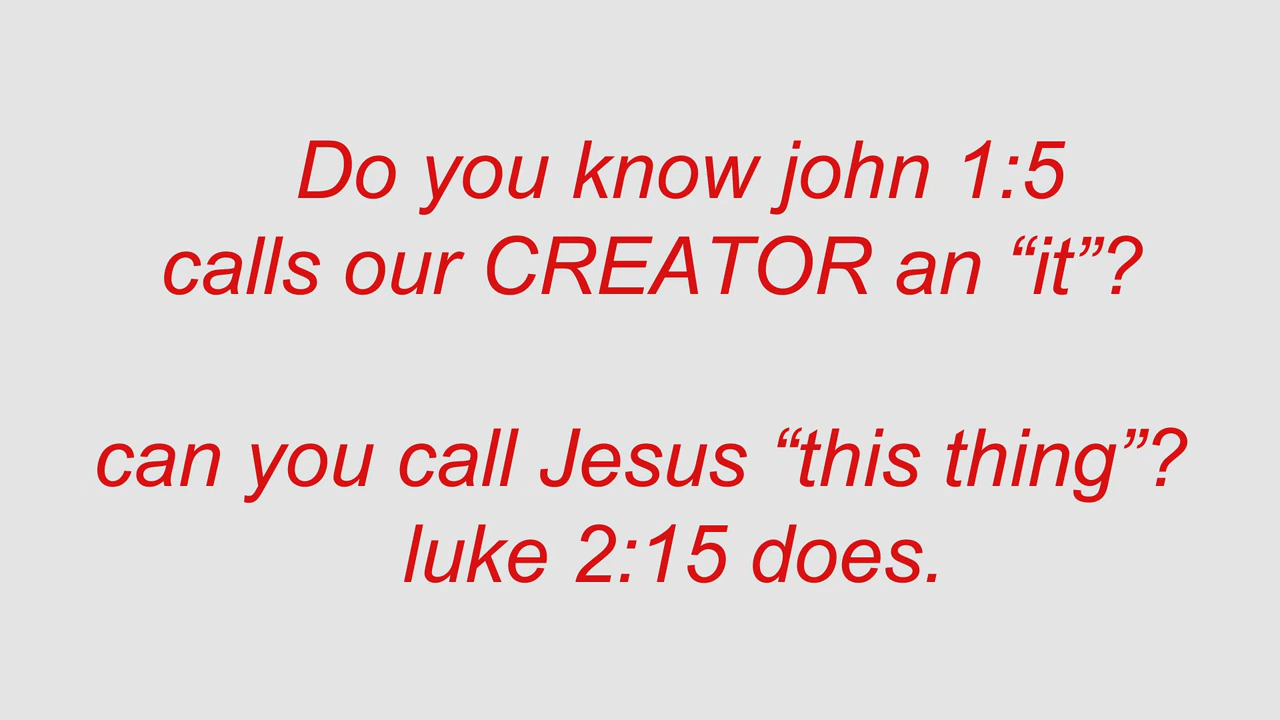 Do you know john 1:5
calls our CREATOR an “it”?
can you call Jesus “this thing”?
luke 2:15 does.